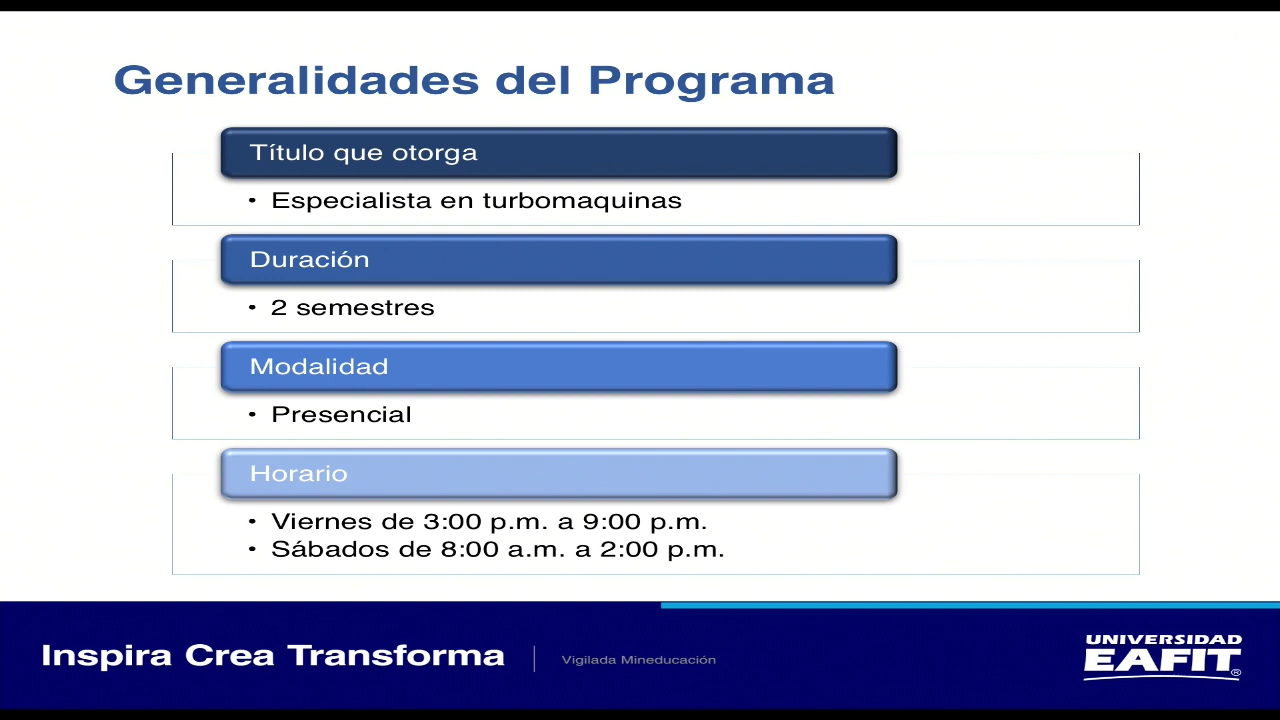 Generalidades del Programa
Título que otorga
• Especialista en turbomaquinas
Duración
• 2 semestres
Modalidad
• Presencial
Horario
• Viernes de 3:00 p.m. a 9:00 p.m.
• Sábados de 8:00 a.m. a 2:00 p.m.
Inspira Crea Transforma
Vigilada Mineducación
UNIVERSIDAD
EAFIT®